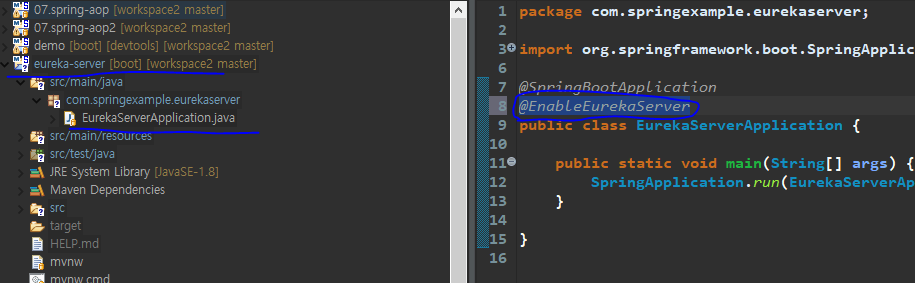 07.spring-aop [workspace2 master]
07.spring-aop2 [workspace2 master]
demo [boot] [devtools] [workspace2 master]
eureka-server [boot] [workspace2 master]
src/main/java
com.springexample.eurekaserver
EurekaServerApplication.java
src/main/resources
src/test/java
JRE System Library [JavaSE-1.8]
Maven Dependencies
src
target
HELP.md
mvnw
mvnw.cmd
1 package com.springexample.eurekaserver;
2
3 import org.springframework.boot.SpringApplic
6
7 @SpringBootApplication
8 @EnableEurekaServer
9 public class EurekaServerApplication {
10
11 public static void main(String[] args) {
12 SpringApplication.run(EurekaServerAp
13 }
14
15 }
16